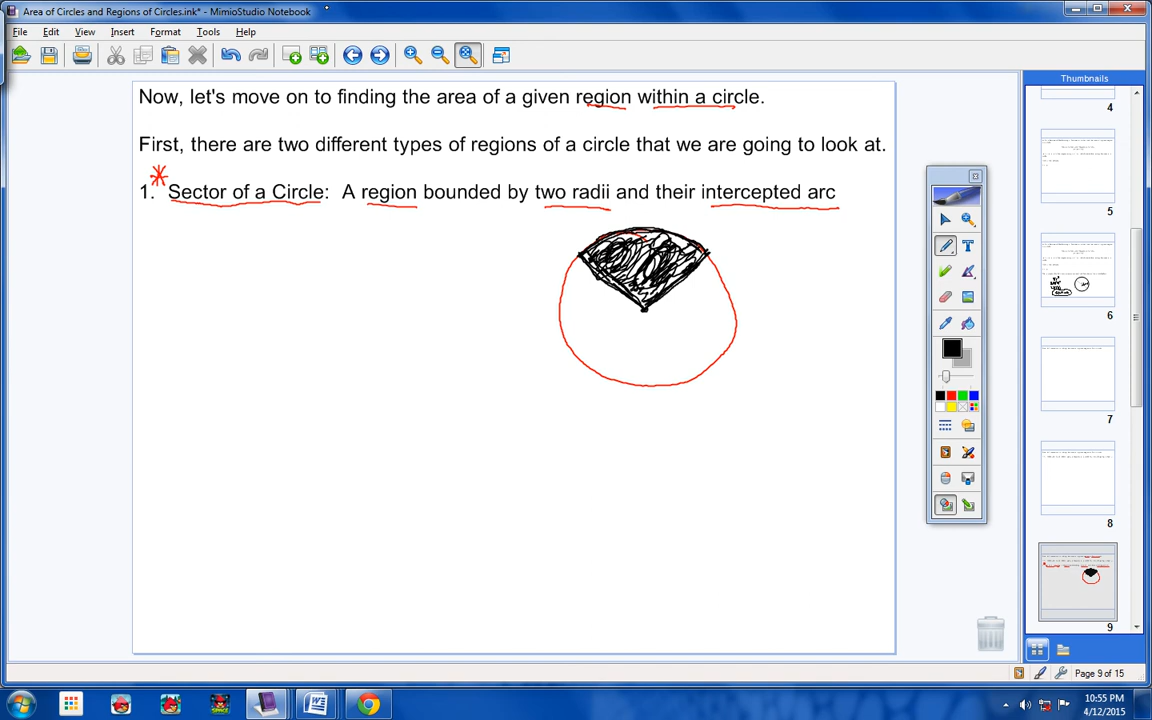 Area of Circles and Regions of Circles.ink* - MimioStudio Notebook
File Edit View Insert Format Tools Help
Now, let's move on to finding the area of a given region within a circle.
First, there are two different types of regions of a circle that we are going to look at.
1. Sector of a Circle: A region bounded by two radii and their intercepted arc
Thumbnails
4
5
6
7
8
9
Page 9 of 15
10:55 PM
4/12/2015